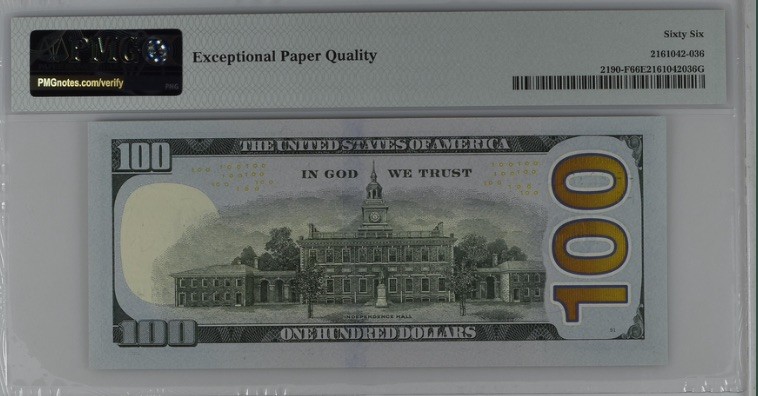 PMG
PMGnotes.com/verify
PMG
Exceptional Paper Quality
Sixty Six
2161042-036
2190-F66E2161042036G
100
THE UNITED STATES OF AMERICA
IN GOD WE TRUST
100
INDEPENDENCE HALL
100
ONE HUNDRED DOLLARS